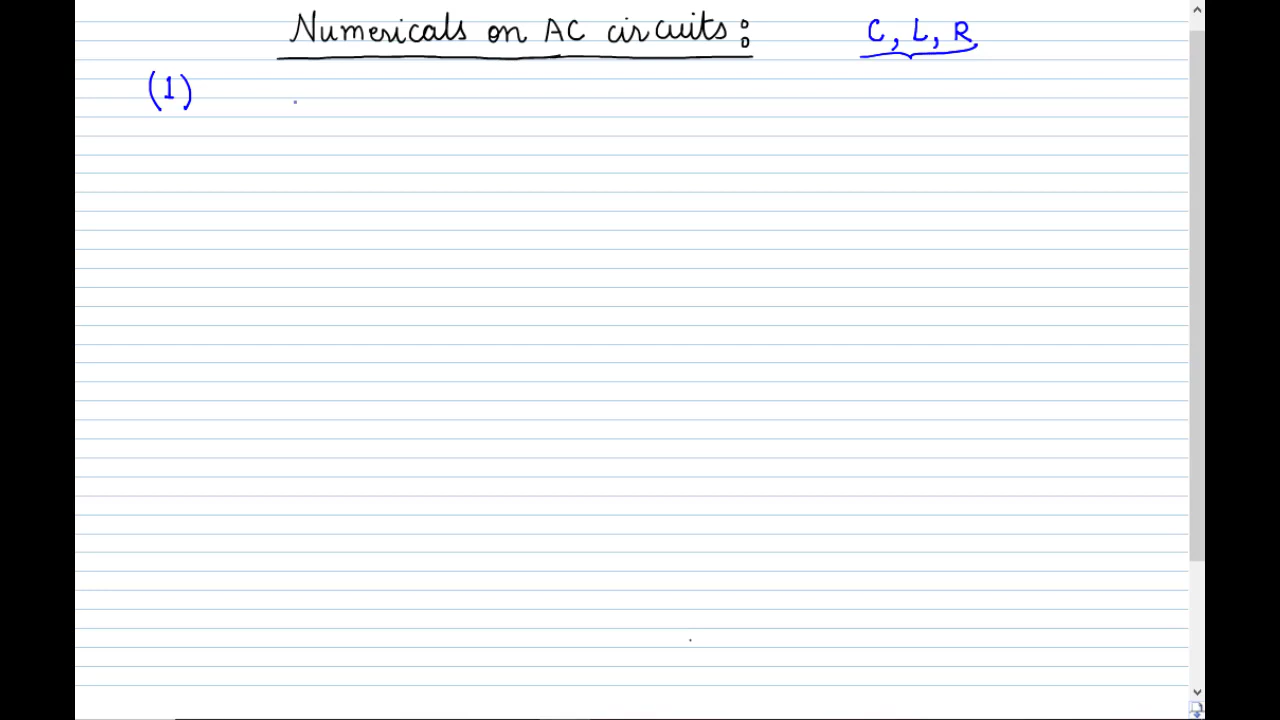 Numericals on AC circuits : C, L, R
(1)